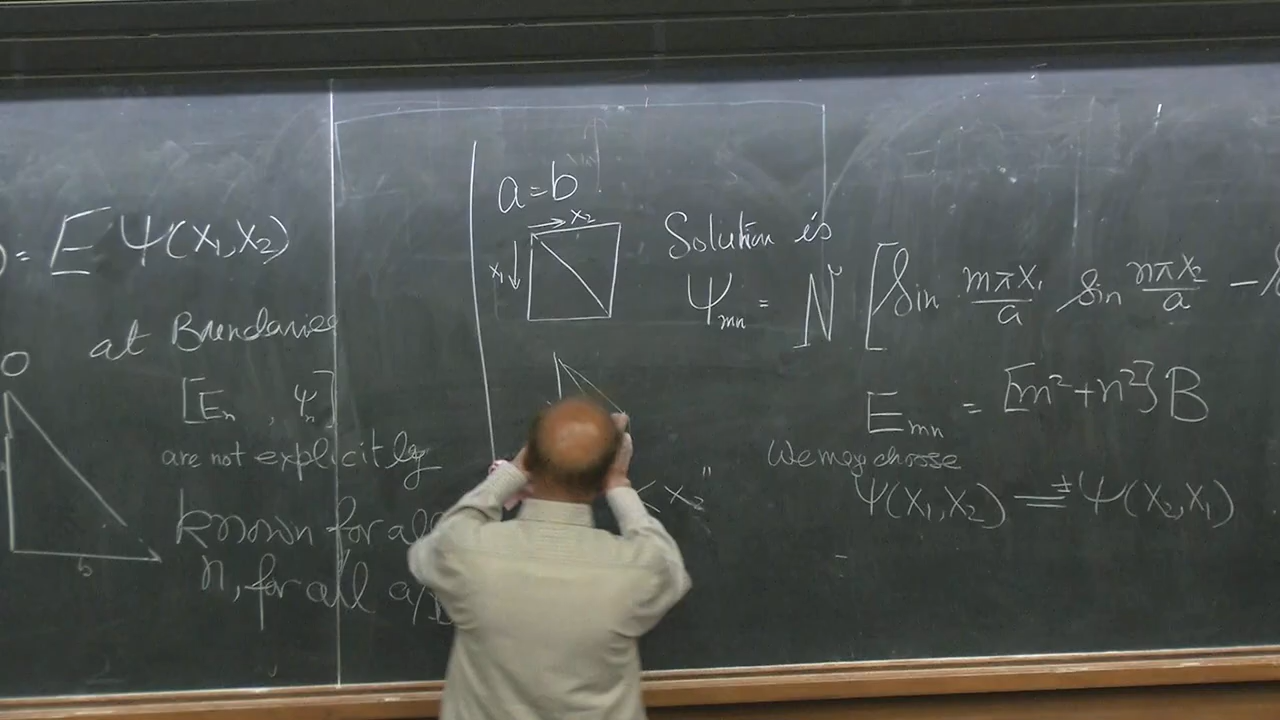 = E Ψ(x₁,x₂)
at Boundaries
O
[Eₙ , Ψₙ]
are not explicitly
known for all
n, for all a/b
b
a=b
x₂
x₁
< x₂"
Solution is
Ψₘₙ = N [Sin mπx₁/a Sin nπx₂/a −
Eₘₙ = [m²+n²] B
We may choose
Ψ(x₁,x₂) = ±Ψ(x₂,x₁)